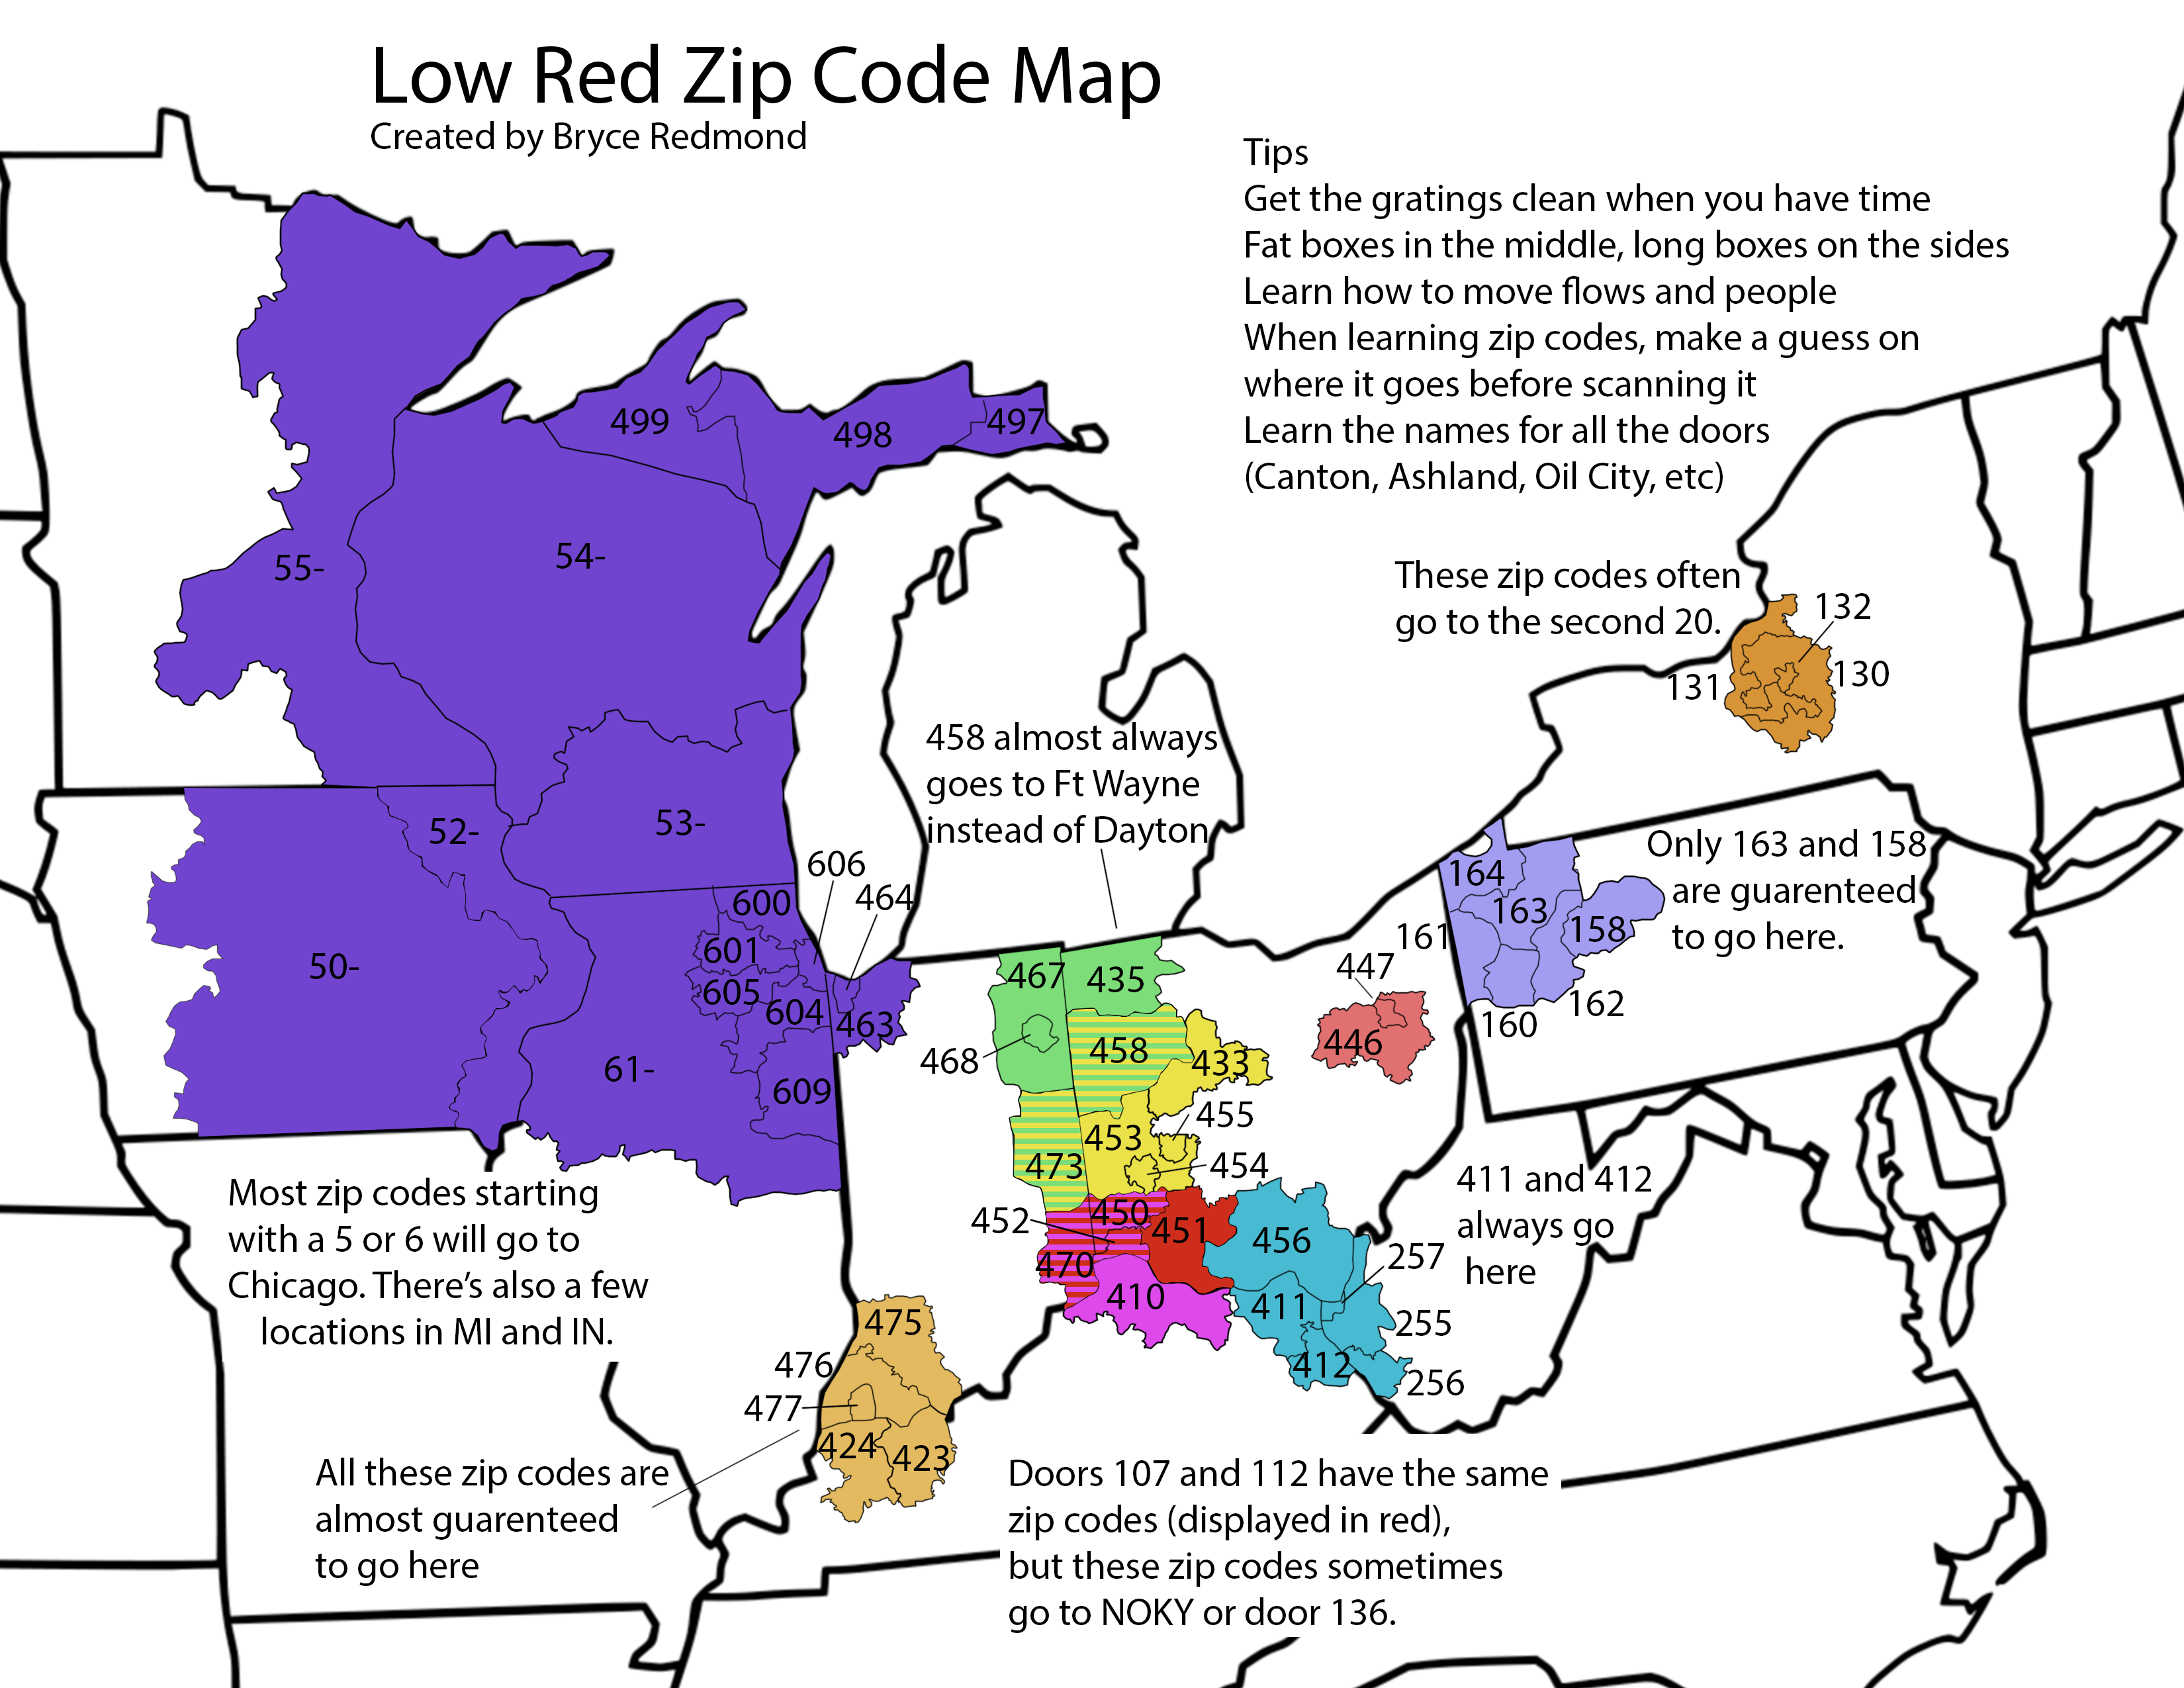 Low Red Zip Code Map
Created by Bryce Redmond
Tips
Get the gratings clean when you have time
Fat boxes in the middle, long boxes on the sides
Learn how to move flows and people
When learning zip codes, make a guess on
where it goes before scanning it
Learn the names for all the doors
(Canton, Ashland, Oil City, etc)
499
498
497
55-
54-
These zip codes often
go to the second 20.
132
131
130
458 almost always
goes to Ft Wayne
instead of Dayton
52-
53-
606
464
600
601
605
604
463
50-
61-
609
Only 163 and 158
are guarenteed
to go here.
164
163
161
158
162
160
447
446
467
435
468
458
433
455
453
454
473
452
450
451
456
470
410
411
412
257
255
256
411 and 412
always go
here
Most zip codes starting
with a 5 or 6 will go to
Chicago. There’s also a few
locations in MI and IN.
475
476
477
424
423
All these zip codes are
almost guarenteed
to go here
Doors 107 and 112 have the same
zip codes (displayed in red),
but these zip codes sometimes
go to NOKY or door 136.